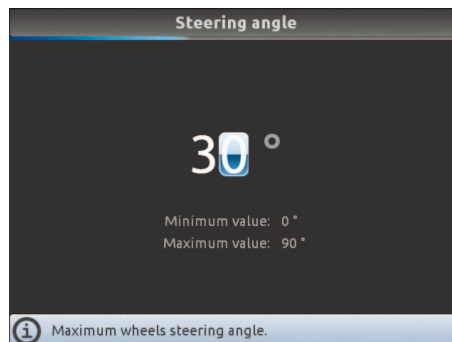 Steering angle
30 °
Minimum value: 0 °
Maximum value: 90 °
Maximum wheels steering angle.